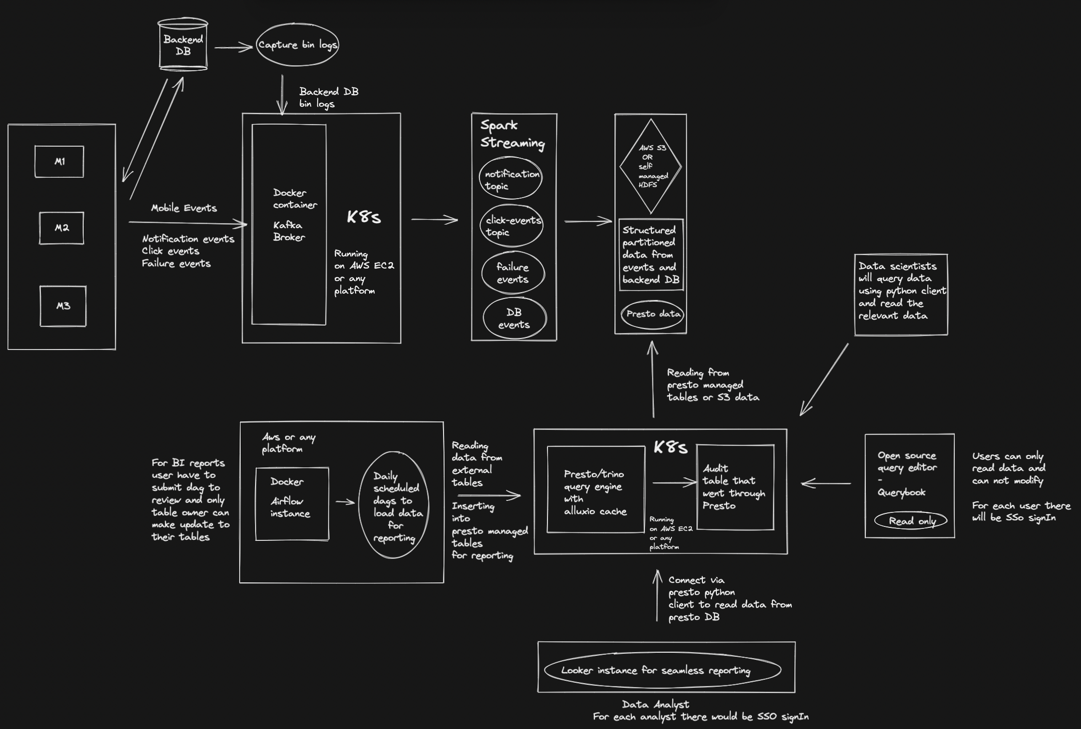 Backend
DB
Capture bin logs
Backend DB
bin logs
M1
M2
M3
Mobile Events
Notification events
Click events
Failure events
Docker
container
Kafka
Broker
K8s
Running
on AWS EC2
or any
platform
Spark
Streaming
notification
topic
click-events
topic
failure
events
DB
events
AWS S3
OR
self
managed
HDFS
Structured
partitioned
data from
events and
backend DB
Presto data
Data scientists
will query data
using python client
and read the
relevant data
Reading from
presto managed
tables or S3 data
For BI reports
user have to
submit dag to
review and only
table owner can
make update to
their tables
Aws or any
platform
Docker
Airflow
instance
Daily
scheduled
dags to
load data
for
reporting
Reading
data from
external
tables
Inserting
into
presto managed
tables
for reporting
K8s
Presto/trino
query engine
with
alluxio cache
Audit
table that
went through
Presto
Running
on AWS EC2
or any
platform
Open source
query editor
-
Querybook
Read only
Users can only
read data and
can not modify
For each user there
will be SSo signIn
Connect via
presto python
client to read data from
presto DB
Looker instance for seamless reporting
Data Analyst
For each analyst there would be SSO signIn